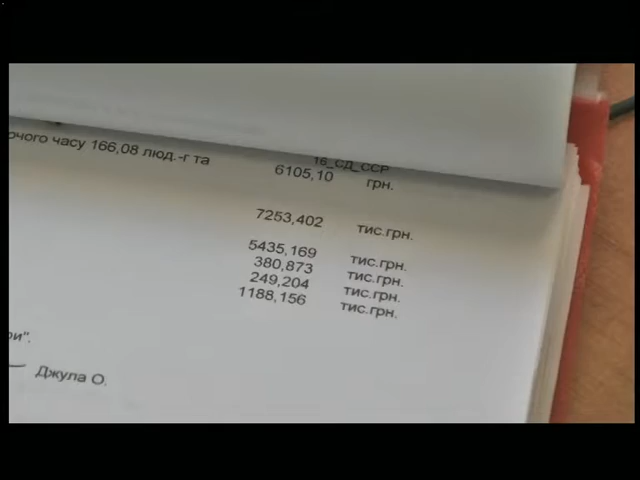 16_СД_ССР
очого часу 166,08 люд.-г та 6105,10 грн.
7253,402 тис.грн.
5435,169 тис.грн.
380,873 тис.грн.
249,204 тис.грн.
1188,156 тис.грн.
ри".
Джула О.